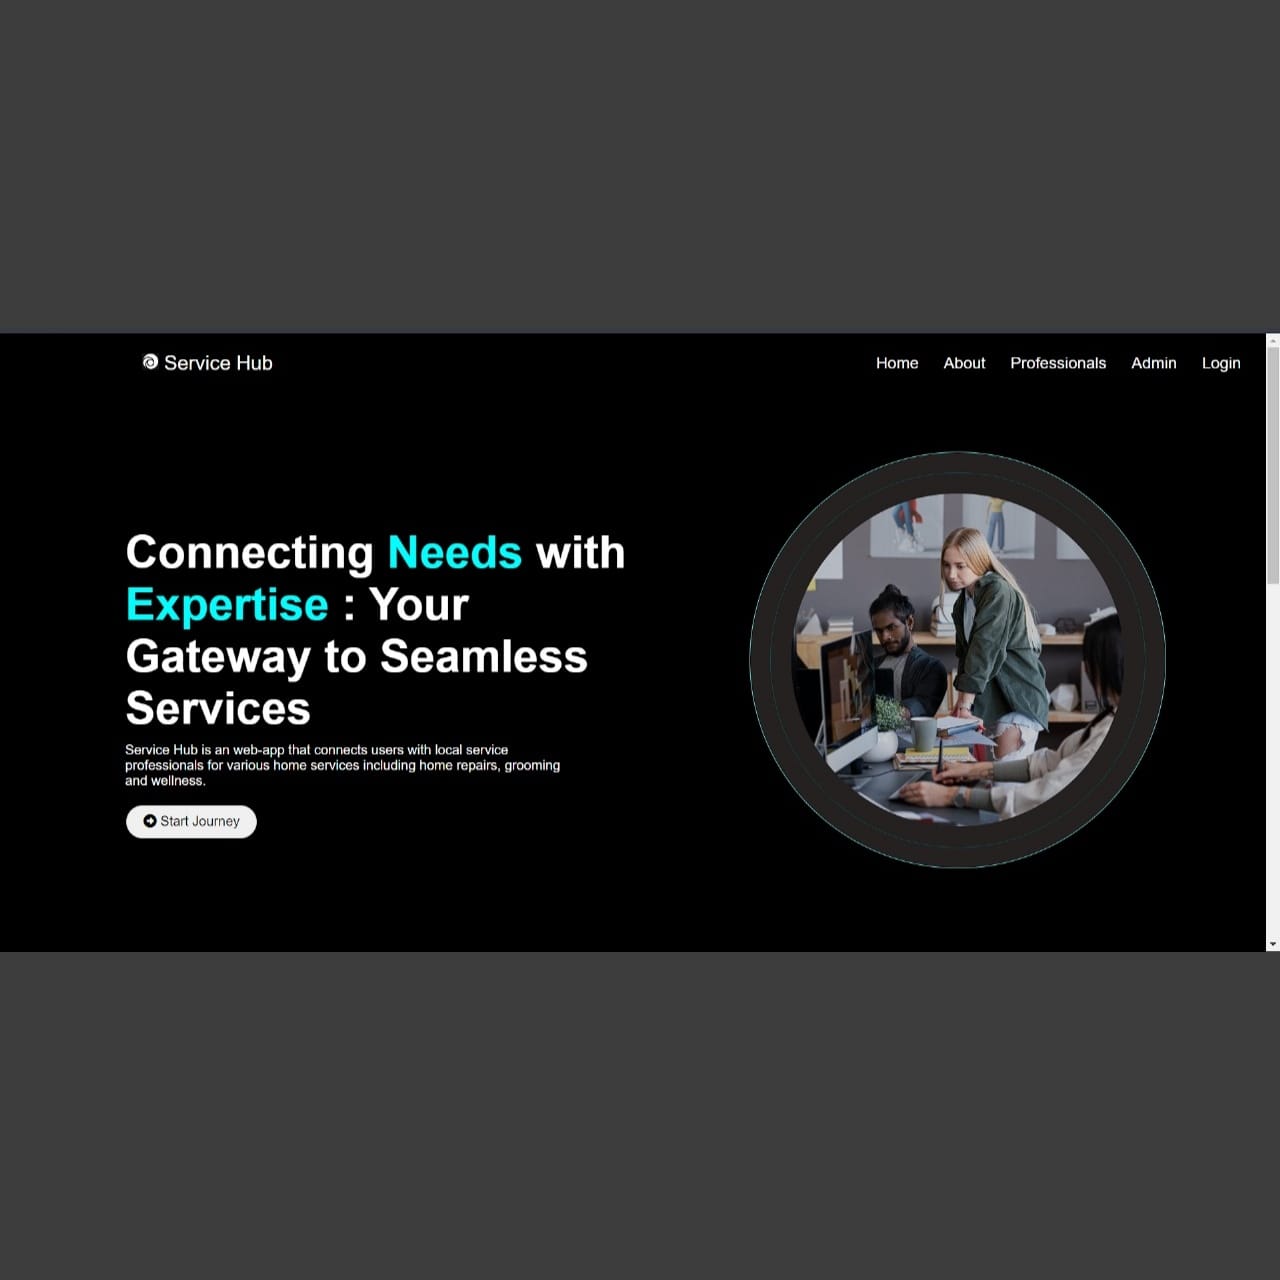 Service Hub
Home About Professionals Admin Login
Connecting Needs with
Expertise : Your
Gateway to Seamless
Services
Service Hub is an web-app that connects users with local service
professionals for various home services including home repairs, grooming
and wellness.
Start Journey